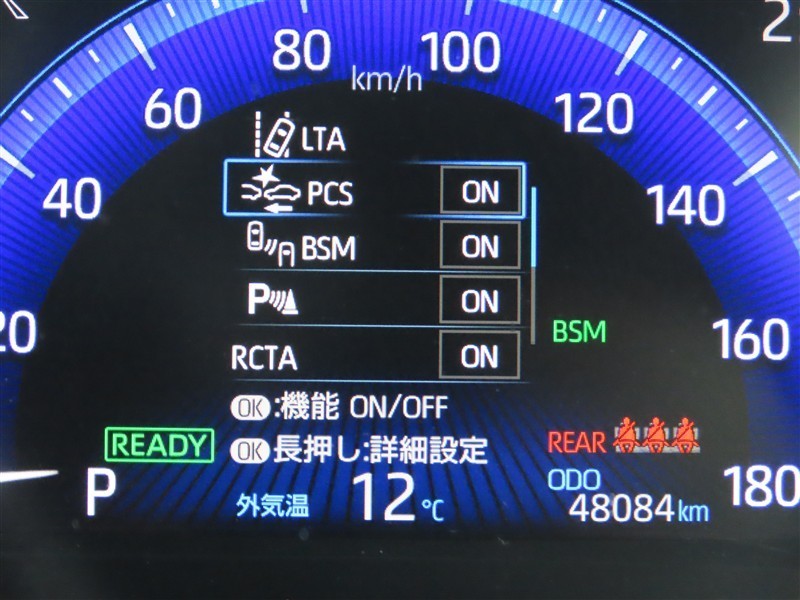 80
100
km/h
60
120
LTA
PCS ON
40
140
BSM ON
P ON
BSM
20
160
RCTA ON
OK:機能 ON/OFF
READY
OK長押し:詳細設定
REAR
P
外気温 12℃
ODO
48084km
180